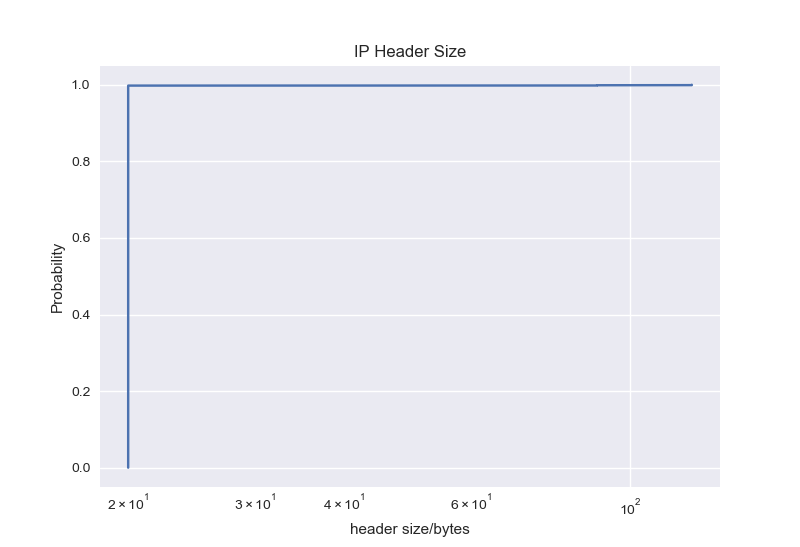 IP Header Size
1.0
0.8
0.6
0.4
0.2
0.0
Probability
2 × 10¹
3 × 10¹
4 × 10¹
6 × 10¹
10²
header size/bytes